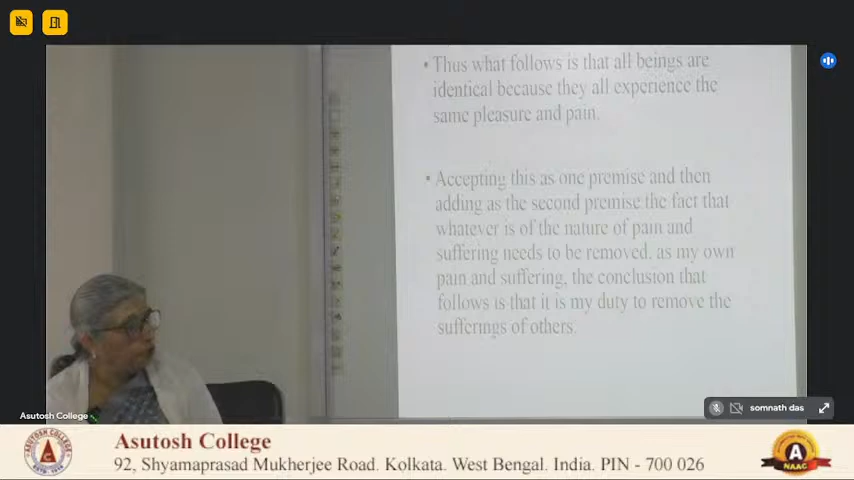 • Thus what follows is that all beings are
identical because they all experience the
same pleasure and pain.
• Accepting this as one premise and then
adding as the second premise the fact that
whatever is of the nature of pain and
suffering needs to be removed, as my own
pain and suffering, the conclusion that
follows is that it is my duty to remove the
sufferings of others.
Asutosh College
somnath das
Asutosh College
92, Shyamaprasad Mukherjee Road, Kolkata, West Bengal, India, PIN - 700 026
ASUTOSH COLLEGE
A
NAAC